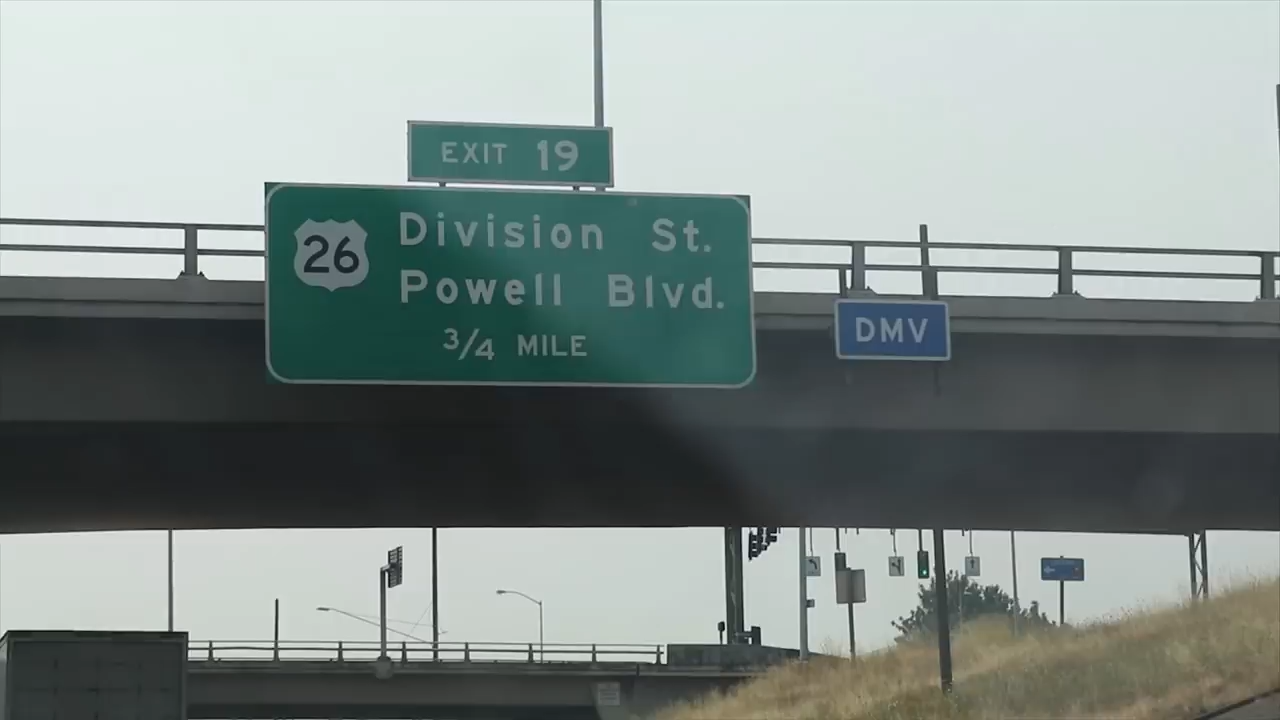 EXIT 19
26
Division St.
Powell Blvd.
3/4 MILE
DMV